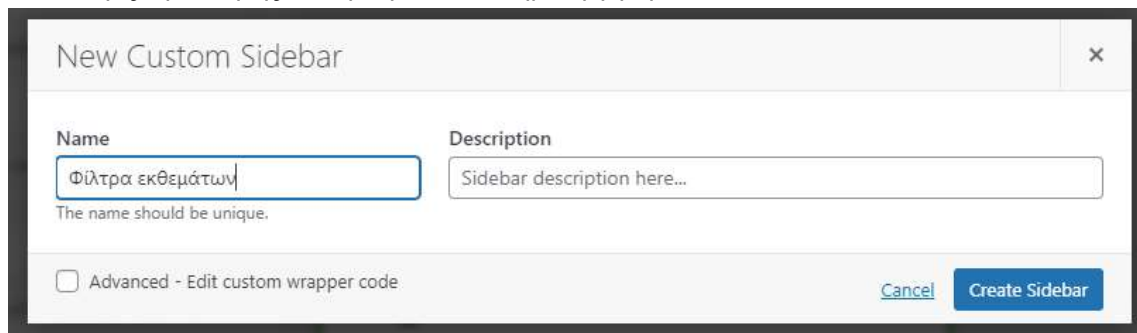 New Custom Sidebar
×
Name
Description
Φίλτρα εκθεμάτων
Sidebar description here...
The name should be unique.
Advanced - Edit custom wrapper code
Cancel
Create Sidebar